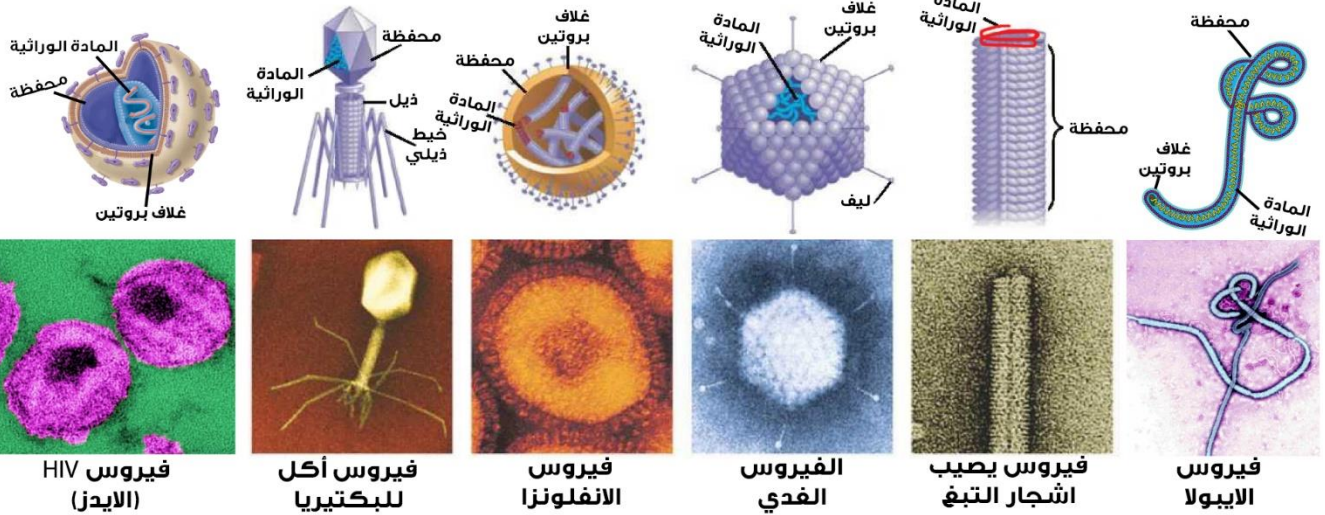 المادة الوراثية
محفظة
غلاف بروتين
محفظة
المادة
الوراثية
ذيل
خيط
ذيلي
غلاف
بروتين
محفظة
المادة
الوراثية
غلاف
بروتين
المادة
الوراثية
ليف
المادة
الوراثية
محفظة
محفظة
غلاف
بروتين
المادة
الوراثية
فيروس HIV
(الايدز)
فيروس أكل
للبكتيريا
فيروس
الانفلونزا
الفيروس
الغدي
فيروس يصيب
اشجار التبغ
فيروس
الايبولا